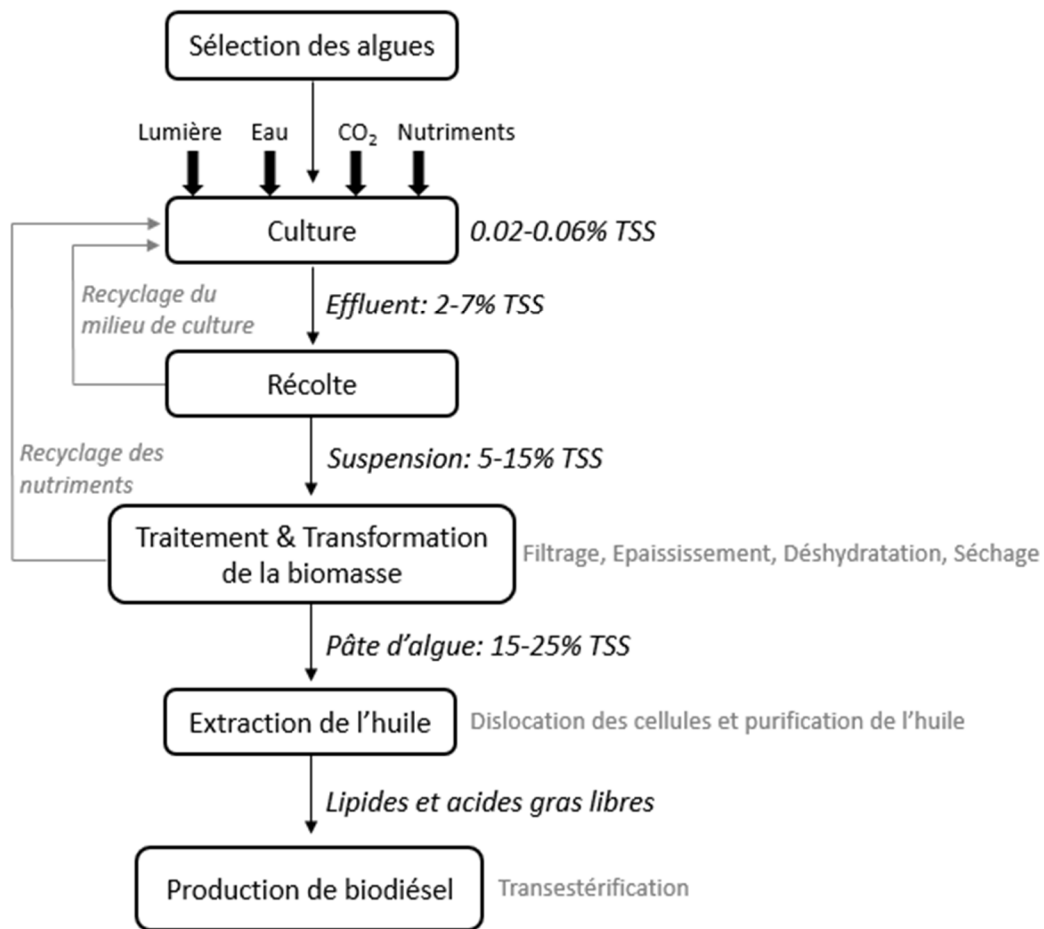 Sélection des algues
Lumière Eau CO₂ Nutriments
Culture
0.02-0.06% TSS
Recyclage du
milieu de culture
Effluent: 2-7% TSS
Récolte
Recyclage des
nutriments
Suspension: 5-15% TSS
Traitement & Transformation
de la biomasse
Filtrage, Epaississement, Déshydratation, Séchage
Pâte d'algue: 15-25% TSS
Extraction de l'huile
Dislocation des cellules et purification de l'huile
Lipides et acides gras libres
Production de biodiésel
Transestérification